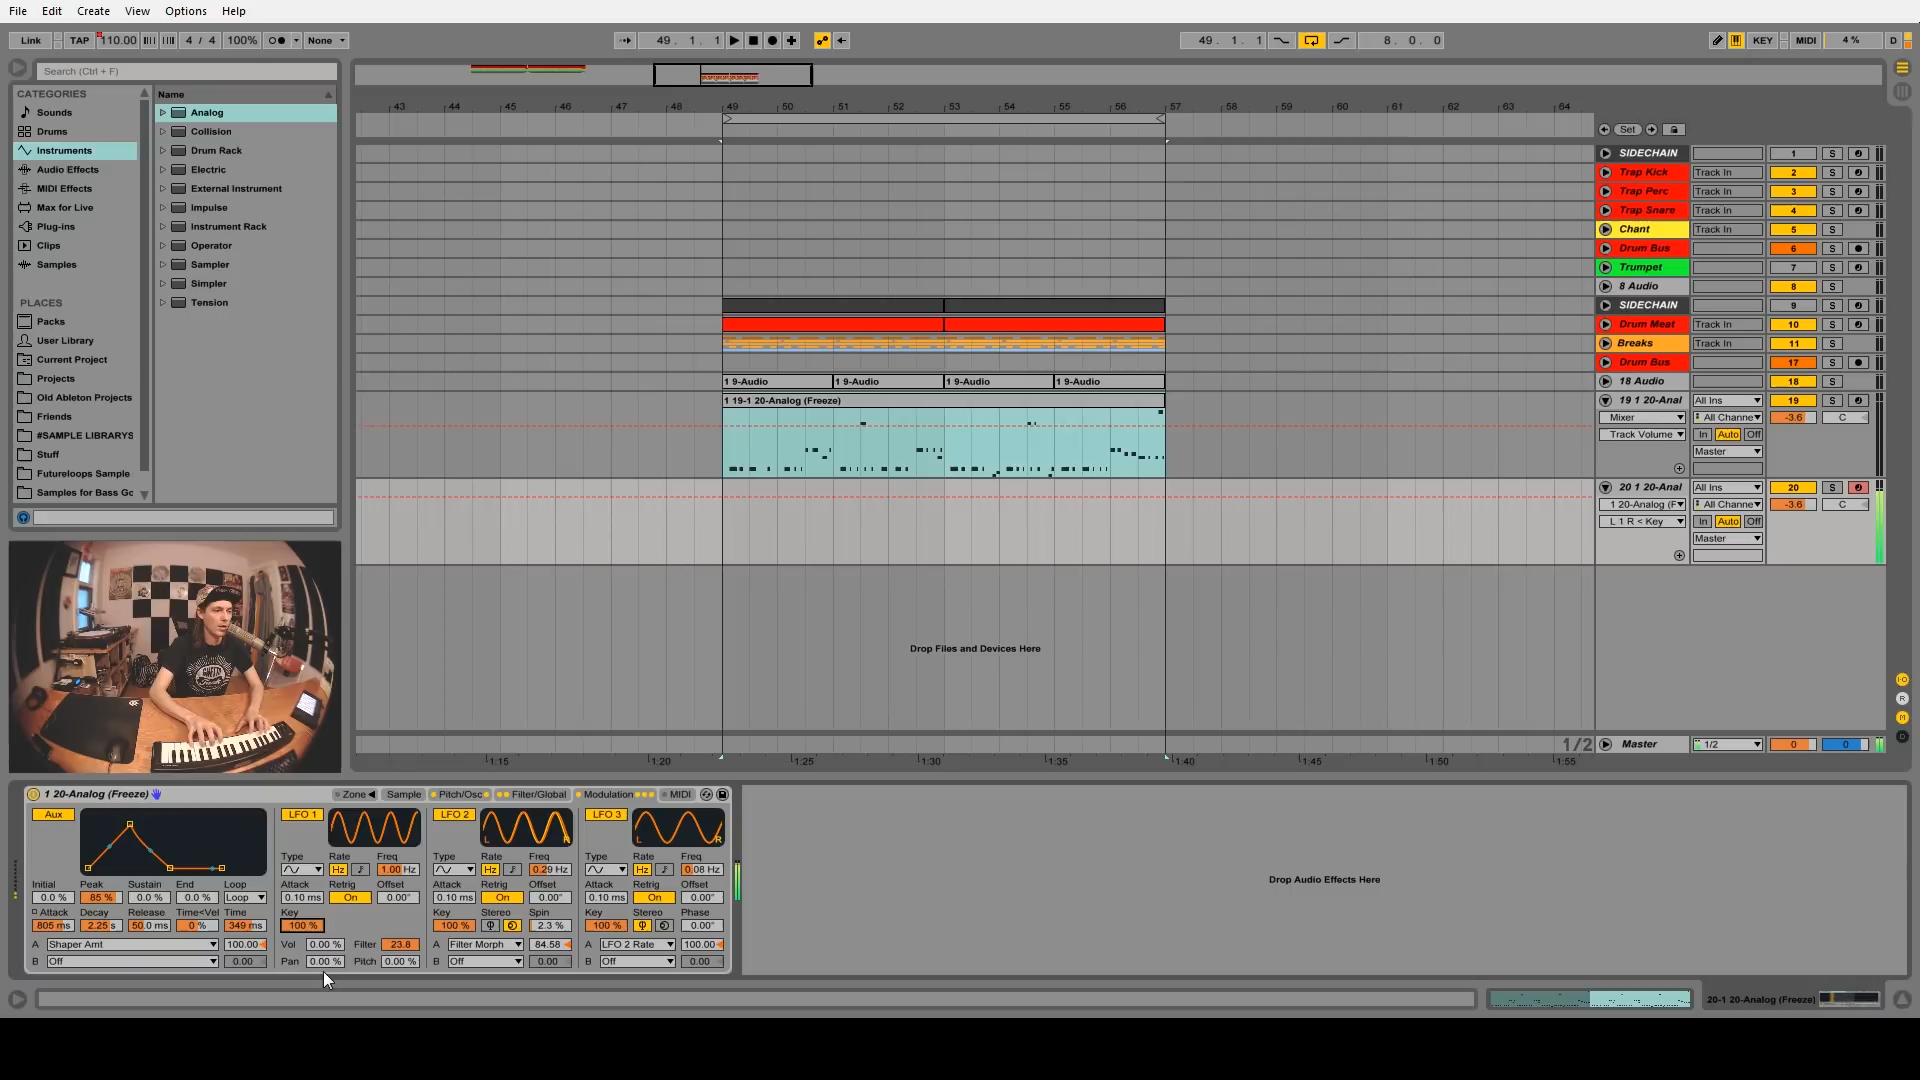 File Edit Create View Options Help
Link TAP 110.00 4 / 4 100% None 49. 1. 1 49. 1. 1 8. 0. 0 KEY MIDI 4 % D
Search (Ctrl + F)
CATEGORIES
Sounds
Drums
Instruments
Audio Effects
MIDI Effects
Max for Live
Plug-ins
Clips
Samples
PLACES
Packs
User Library
Current Project
Projects
Old Ableton Projects
Friends
#SAMPLE LIBRARYS
Stuff
Futureloops Sample
Samples for Bass Gc
Name
Analog
Collision
Drum Rack
Electric
External Instrument
Impulse
Instrument Rack
Operator
Sampler
Simpler
Tension
43 44 45 46 47 48 49 50 51 52 53 54 55 56 57 58 59 60 61 62 63 64
Set
SIDECHAIN 1 S
Trap Kick Track In 2 S
Trap Perc Track In 3 S
Trap Snare Track In 4 S
Chant Track In 5 S
Drum Bus 6 S
Trumpet 7 S
8 Audio 8 S
SIDECHAIN 9 S
Drum Meat Track In 10 S
Breaks Track In 11 S
Drum Bus 17 S
1 9-Audio 1 9-Audio 1 9-Audio 1 9-Audio 18 Audio 18 S
1 19-1 20-Analog (Freeze) 19 1 20-Anal All Ins 19 S
Mixer All Channe -3.6 C
Track Volume In Auto Off
Master
20 1 20-Anal All Ins 20 S
1 20-Analog (F All Channe -3.6 C
L 1 R < Key In Auto Off
Master
Drop Files and Devices Here
1/2 Master 1/2 0 0
1:15 1:20 1:25 1:30 1:35 1:40 1:45 1:50 1:55
1 20-Analog (Freeze) Zone Sample Pitch/Osc Filter/Global Modulation MIDI
Aux LFO 1 LFO 2 L R LFO 3 L R
Type Rate Freq Type Rate Freq Type Rate Freq
Hz 1.00 Hz Hz 0.29 Hz Hz 0.08 Hz
Initial Peak Sustain End Loop Attack Retrig Offset Attack Retrig Offset Attack Retrig Offset
0.0 % 85 % 0.0 % 0.0 % Loop 0.10 ms On 0.00° 0.10 ms On 0.00° 0.10 ms On 0.00°
Attack Decay Release Time<Vel Time Key Key Stereo Spin Key Stereo Phase
805 ms 2.25 s 50.0 ms 0 % 349 ms 100 % 100 % 2.3 % 100 % 0.00°
A Shaper Amt 100.00 Vol 0.00 % Filter 23.8 A Filter Morph 84.58 A LFO 2 Rate 100.00
B Off 0.00 Pan 0.00 % Pitch 0.00 % B Off 0.00 B Off 0.00
Drop Audio Effects Here
20-1 20-Analog (Freeze)